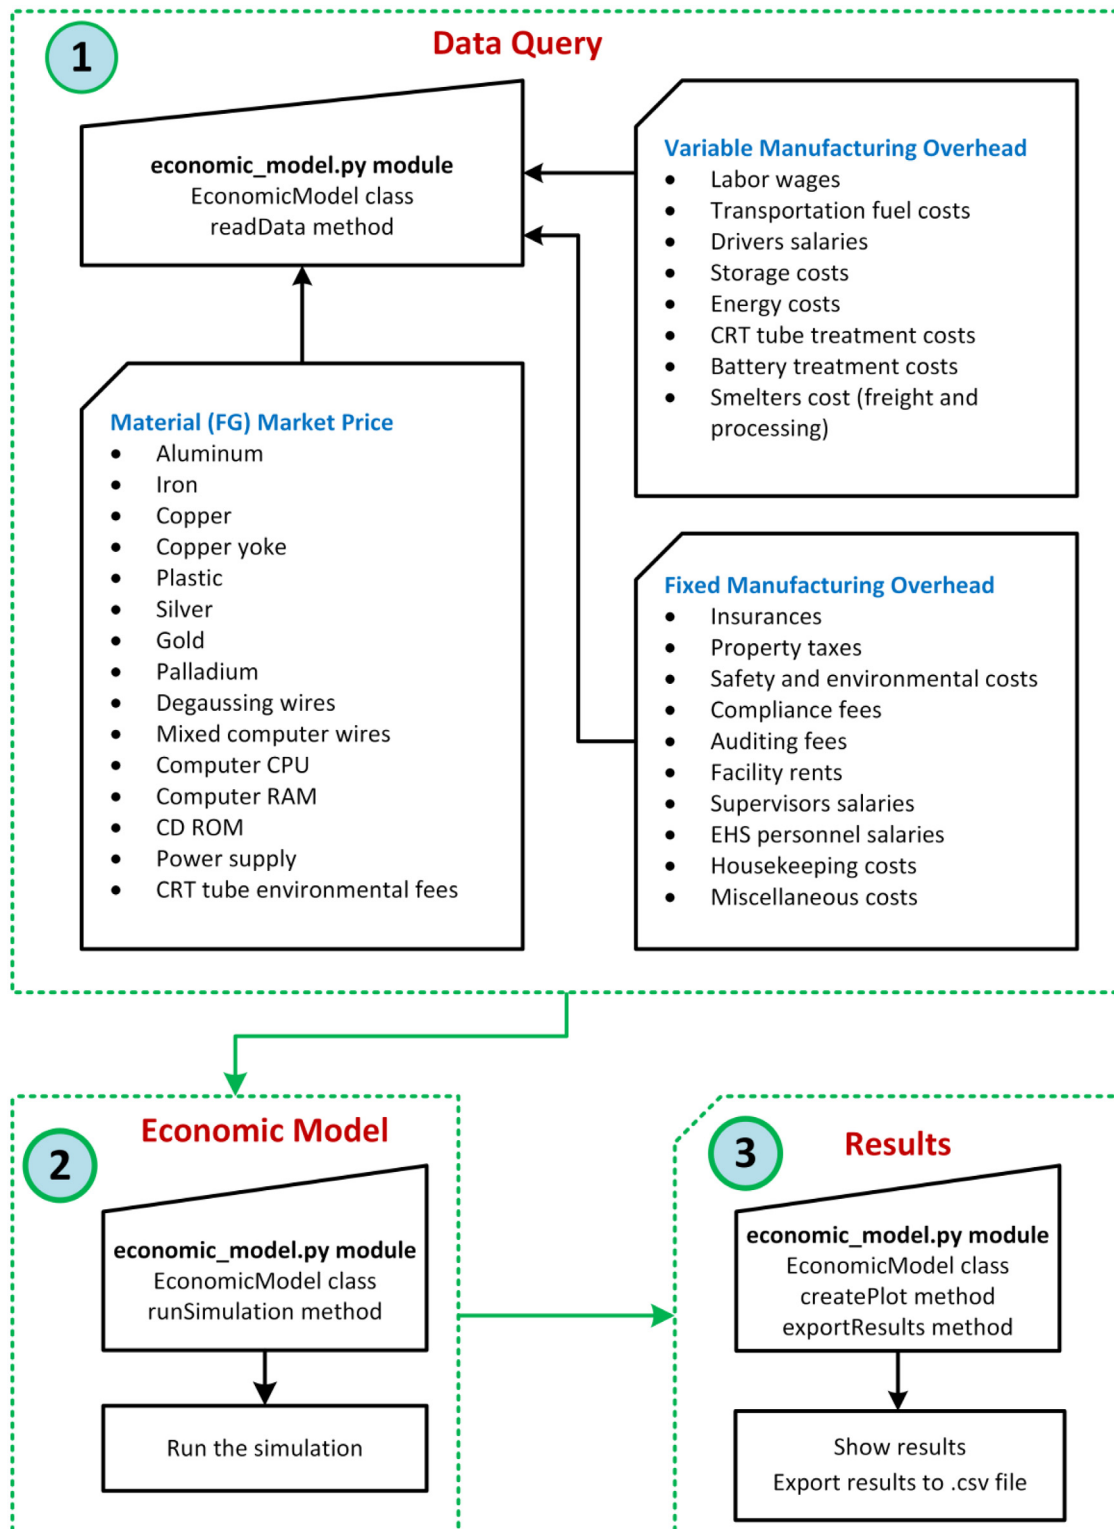 1
Data Query
economic_model.py module
EconomicModel class
readData method
Variable Manufacturing Overhead
• Labor wages
• Transportation fuel costs
• Drivers salaries
• Storage costs
• Energy costs
• CRT tube treatment costs
• Battery treatment costs
• Smelters cost (freight and
processing)
Material (FG) Market Price
• Aluminum
• Iron
• Copper
• Copper yoke
• Plastic
• Silver
• Gold
• Palladium
• Degaussing wires
• Mixed computer wires
• Computer CPU
• Computer RAM
• CD ROM
• Power supply
• CRT tube environmental fees
Fixed Manufacturing Overhead
• Insurances
• Property taxes
• Safety and environmental costs
• Compliance fees
• Auditing fees
• Facility rents
• Supervisors salaries
• EHS personnel salaries
• Housekeeping costs
• Miscellaneous costs
2
Economic Model
economic_model.py module
EconomicModel class
runSimulation method
Run the simulation
3
Results
economic_model.py module
EconomicModel class
createPlot method
exportResults method
Show results
Export results to .csv file